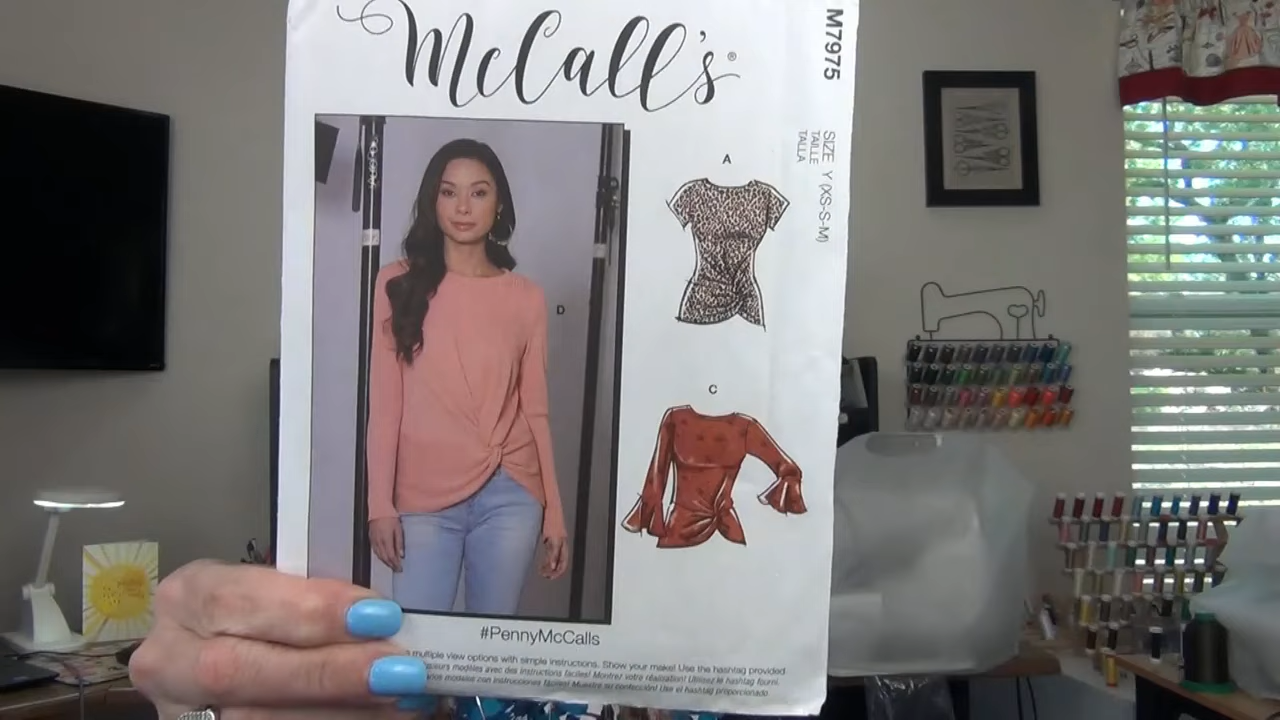 McCall's®
M7975
SIZE Y (XS-S-M)
TAILLE
TALLA
A
D
C
#PennyMcCalls
multiple view options with simple instructions. Show your make! Use the hashtag provided
modèles avec des instructions faciles! Montrez votre réalisation! Utilisez le hashtag fourni.
modelos con instrucciones fáciles! Muestre su confección! Use el hashtag proporcionado.